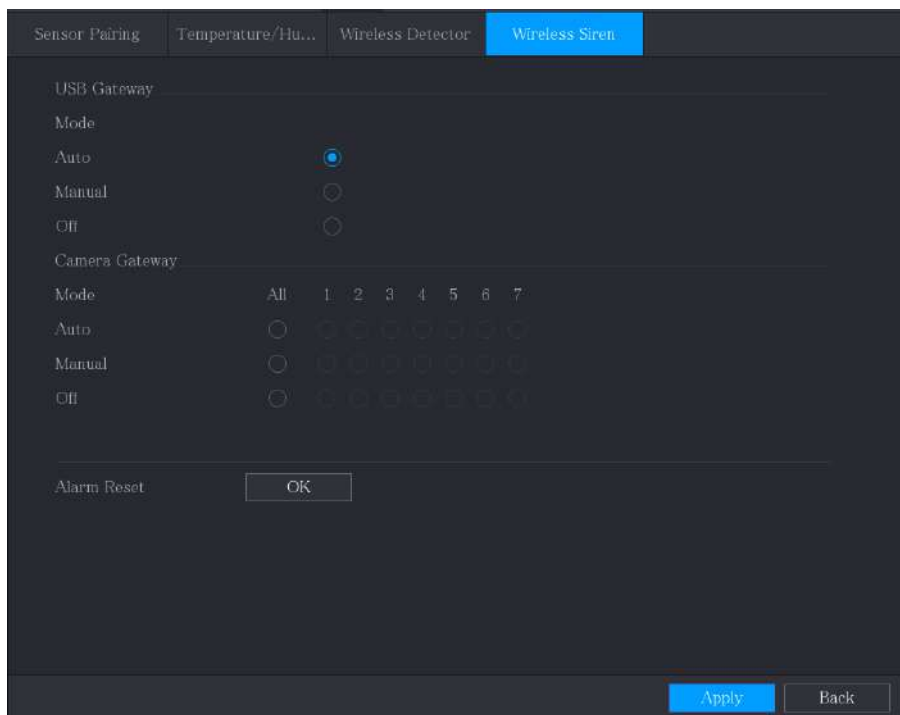 Sensor Pairing Temperature/Hu... Wireless Detector Wireless Siren
USB Gateway
Mode
Auto
Manual
Off
Camera Gateway
Mode All 1 2 3 4 5 6 7
Auto
Manual
Off
Alarm Reset OK
Apply Back